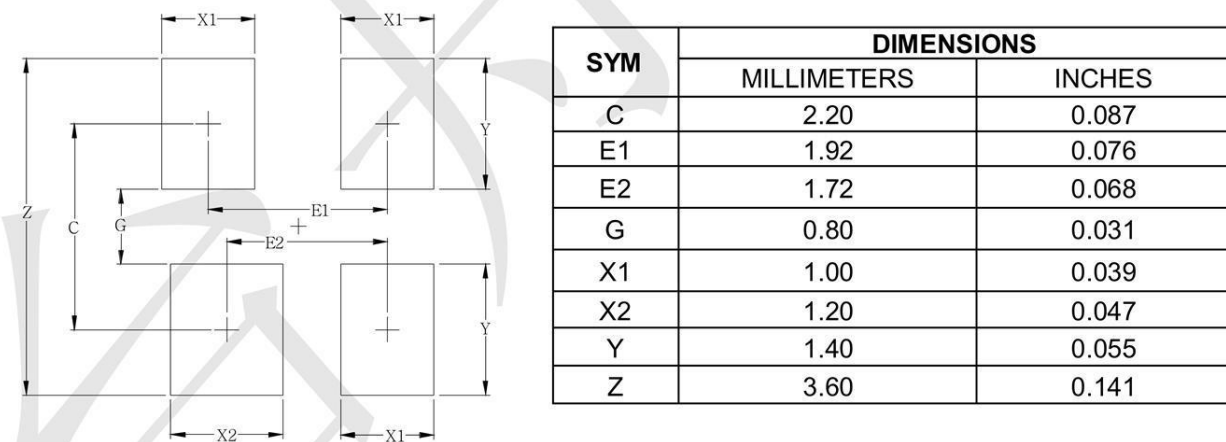 X1 X1
Y
Z C G E1
E2
Y
X2 X1
SYM DIMENSIONS
MILLIMETERS INCHES
C 2.20 0.087
E1 1.92 0.076
E2 1.72 0.068
G 0.80 0.031
X1 1.00 0.039
X2 1.20 0.047
Y 1.40 0.055
Z 3.60 0.141